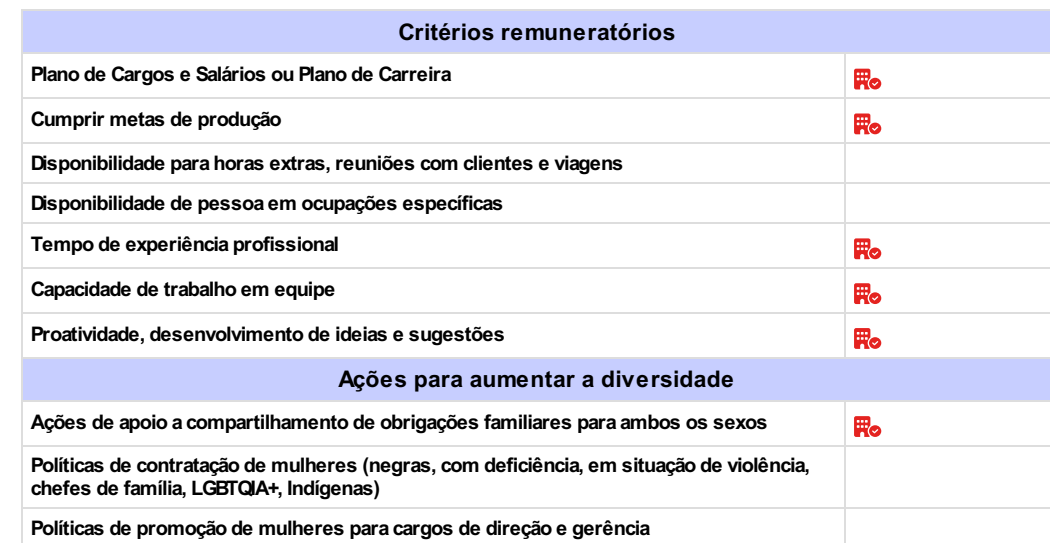 Critérios remuneratórios
Plano de Cargos e Salários ou Plano de Carreira
Cumprir metas de produção
Disponibilidade para horas extras, reuniões com clientes e viagens
Disponibilidade de pessoa em ocupações específicas
Tempo de experiência profissional
Capacidade de trabalho em equipe
Proatividade, desenvolvimento de ideias e sugestões
Ações para aumentar a diversidade
Ações de apoio a compartilhamento de obrigações familiares para ambos os sexos
Políticas de contratação de mulheres (negras, com deficiência, em situação de violência,
chefes de família, LGBTQIA+, Indígenas)
Políticas de promoção de mulheres para cargos de direção e gerência